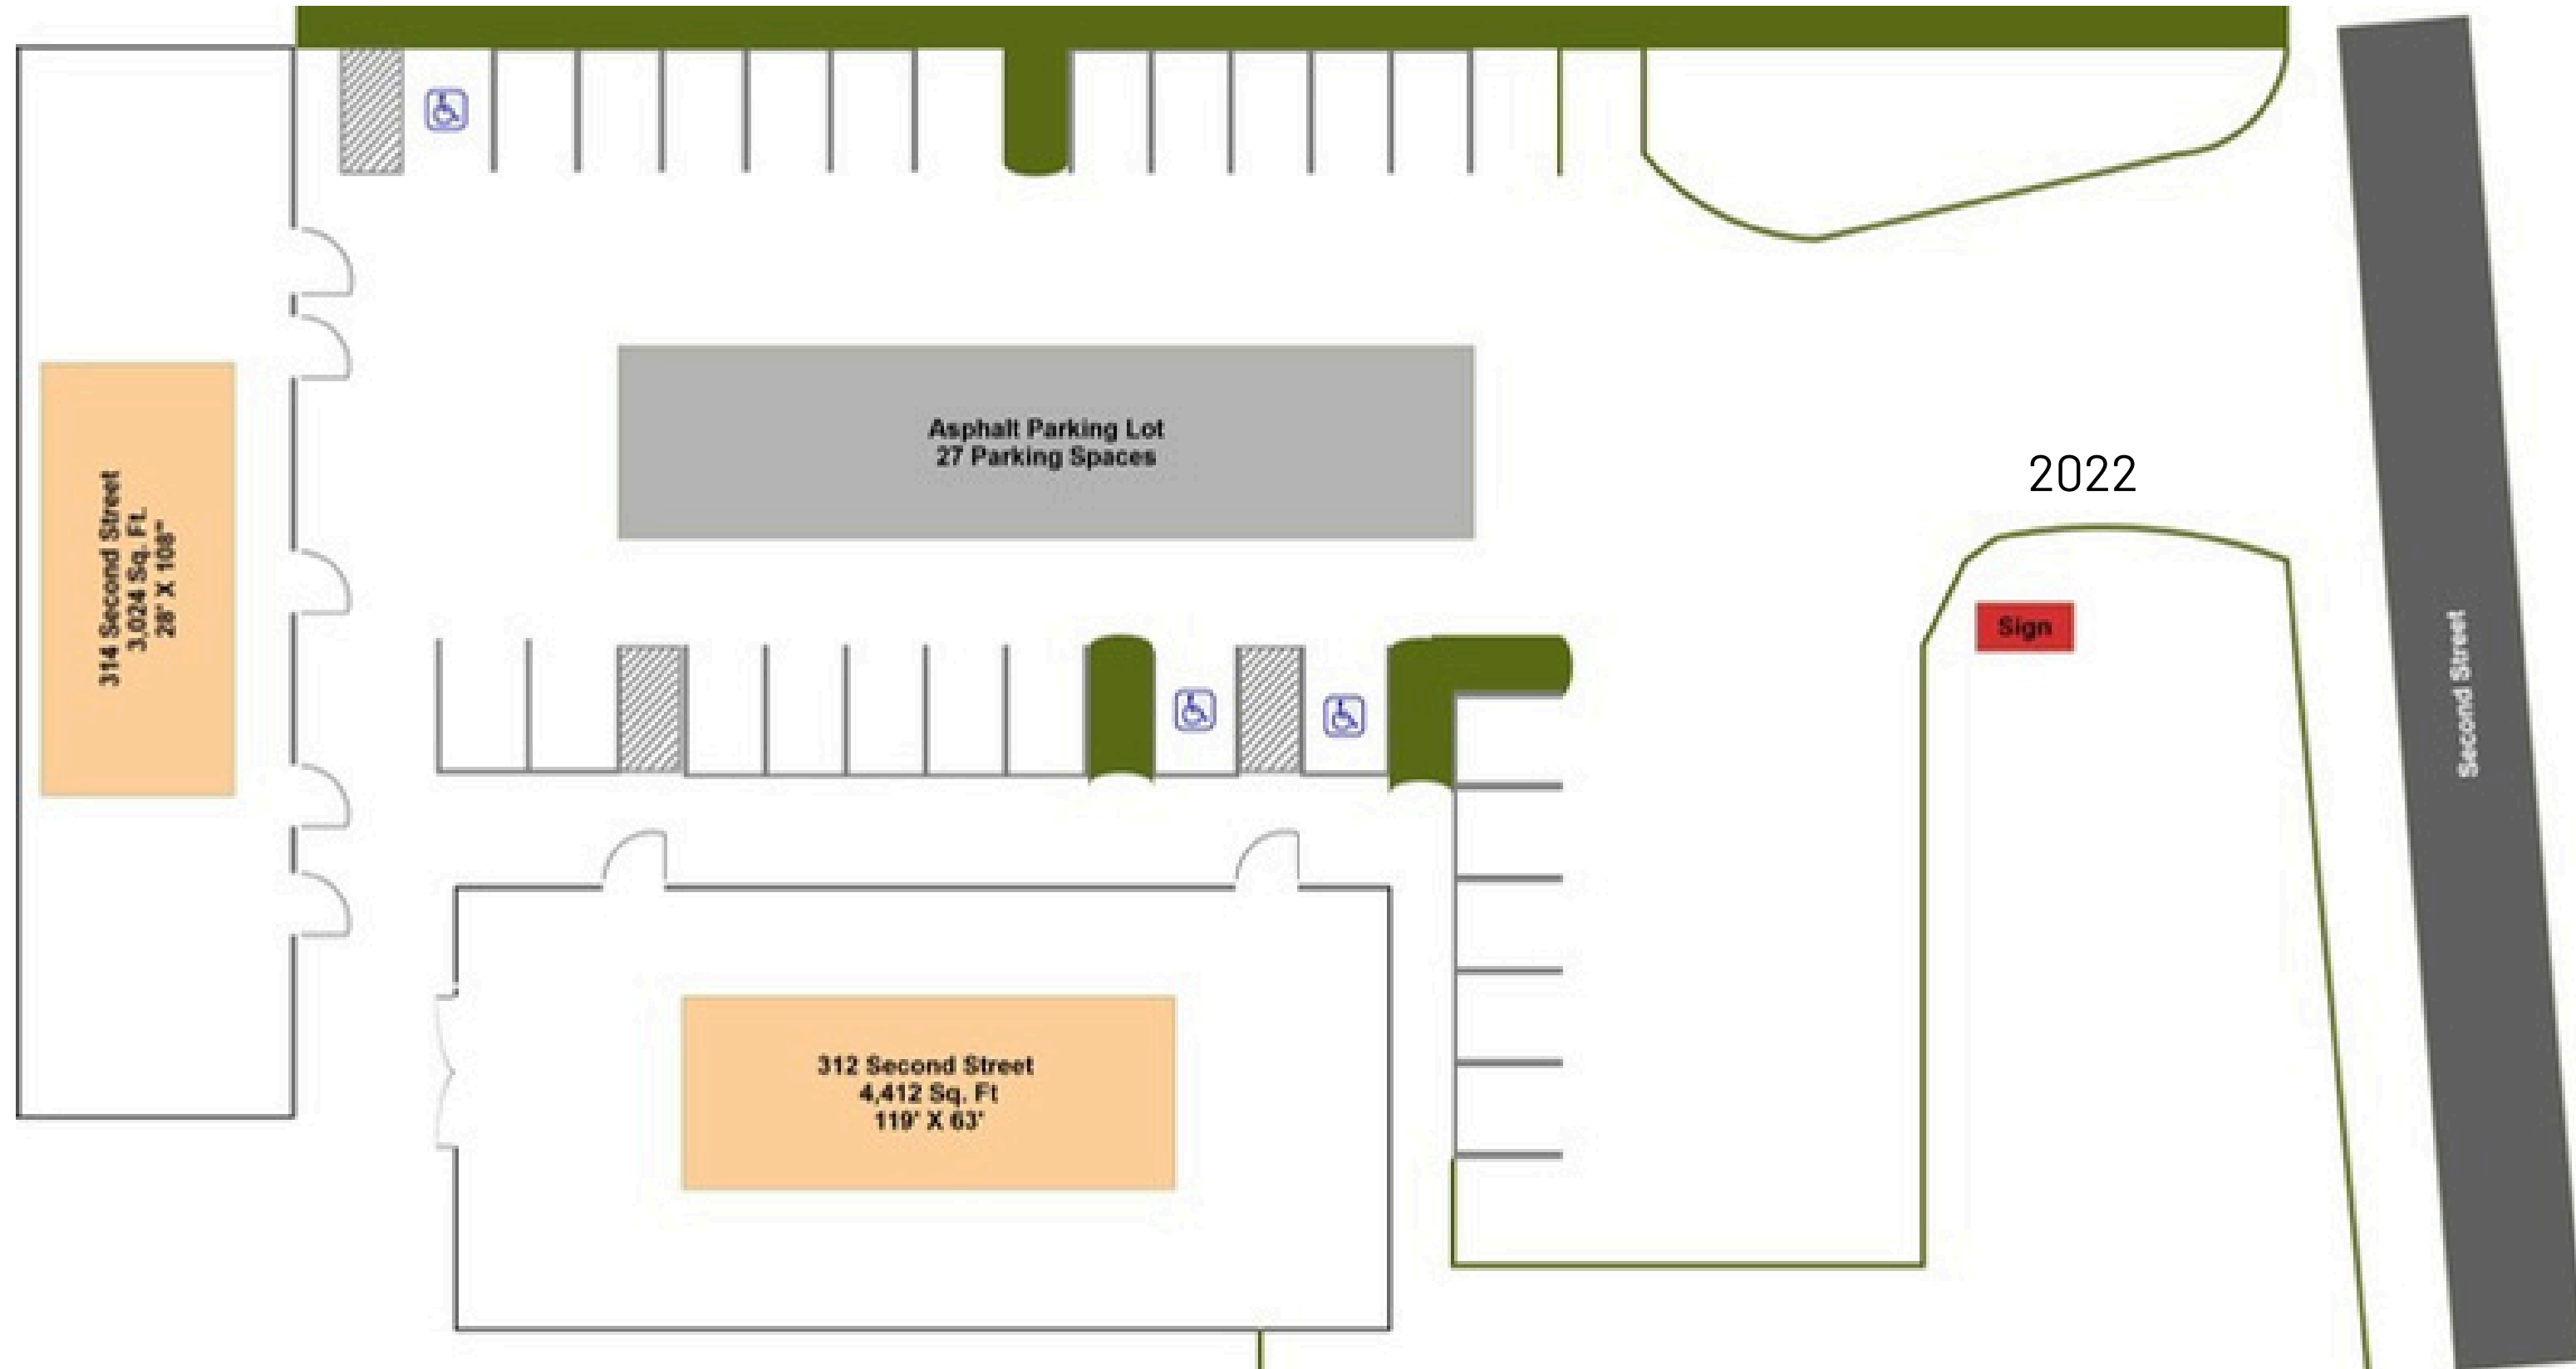 Asphalt Parking Lot
27 Parking Spaces
2022
314 Second Street
3,024 Sq. Ft.
28' X 108"
Sign
Second Street
312 Second Street
4,412 Sq. Ft
119' X 63'